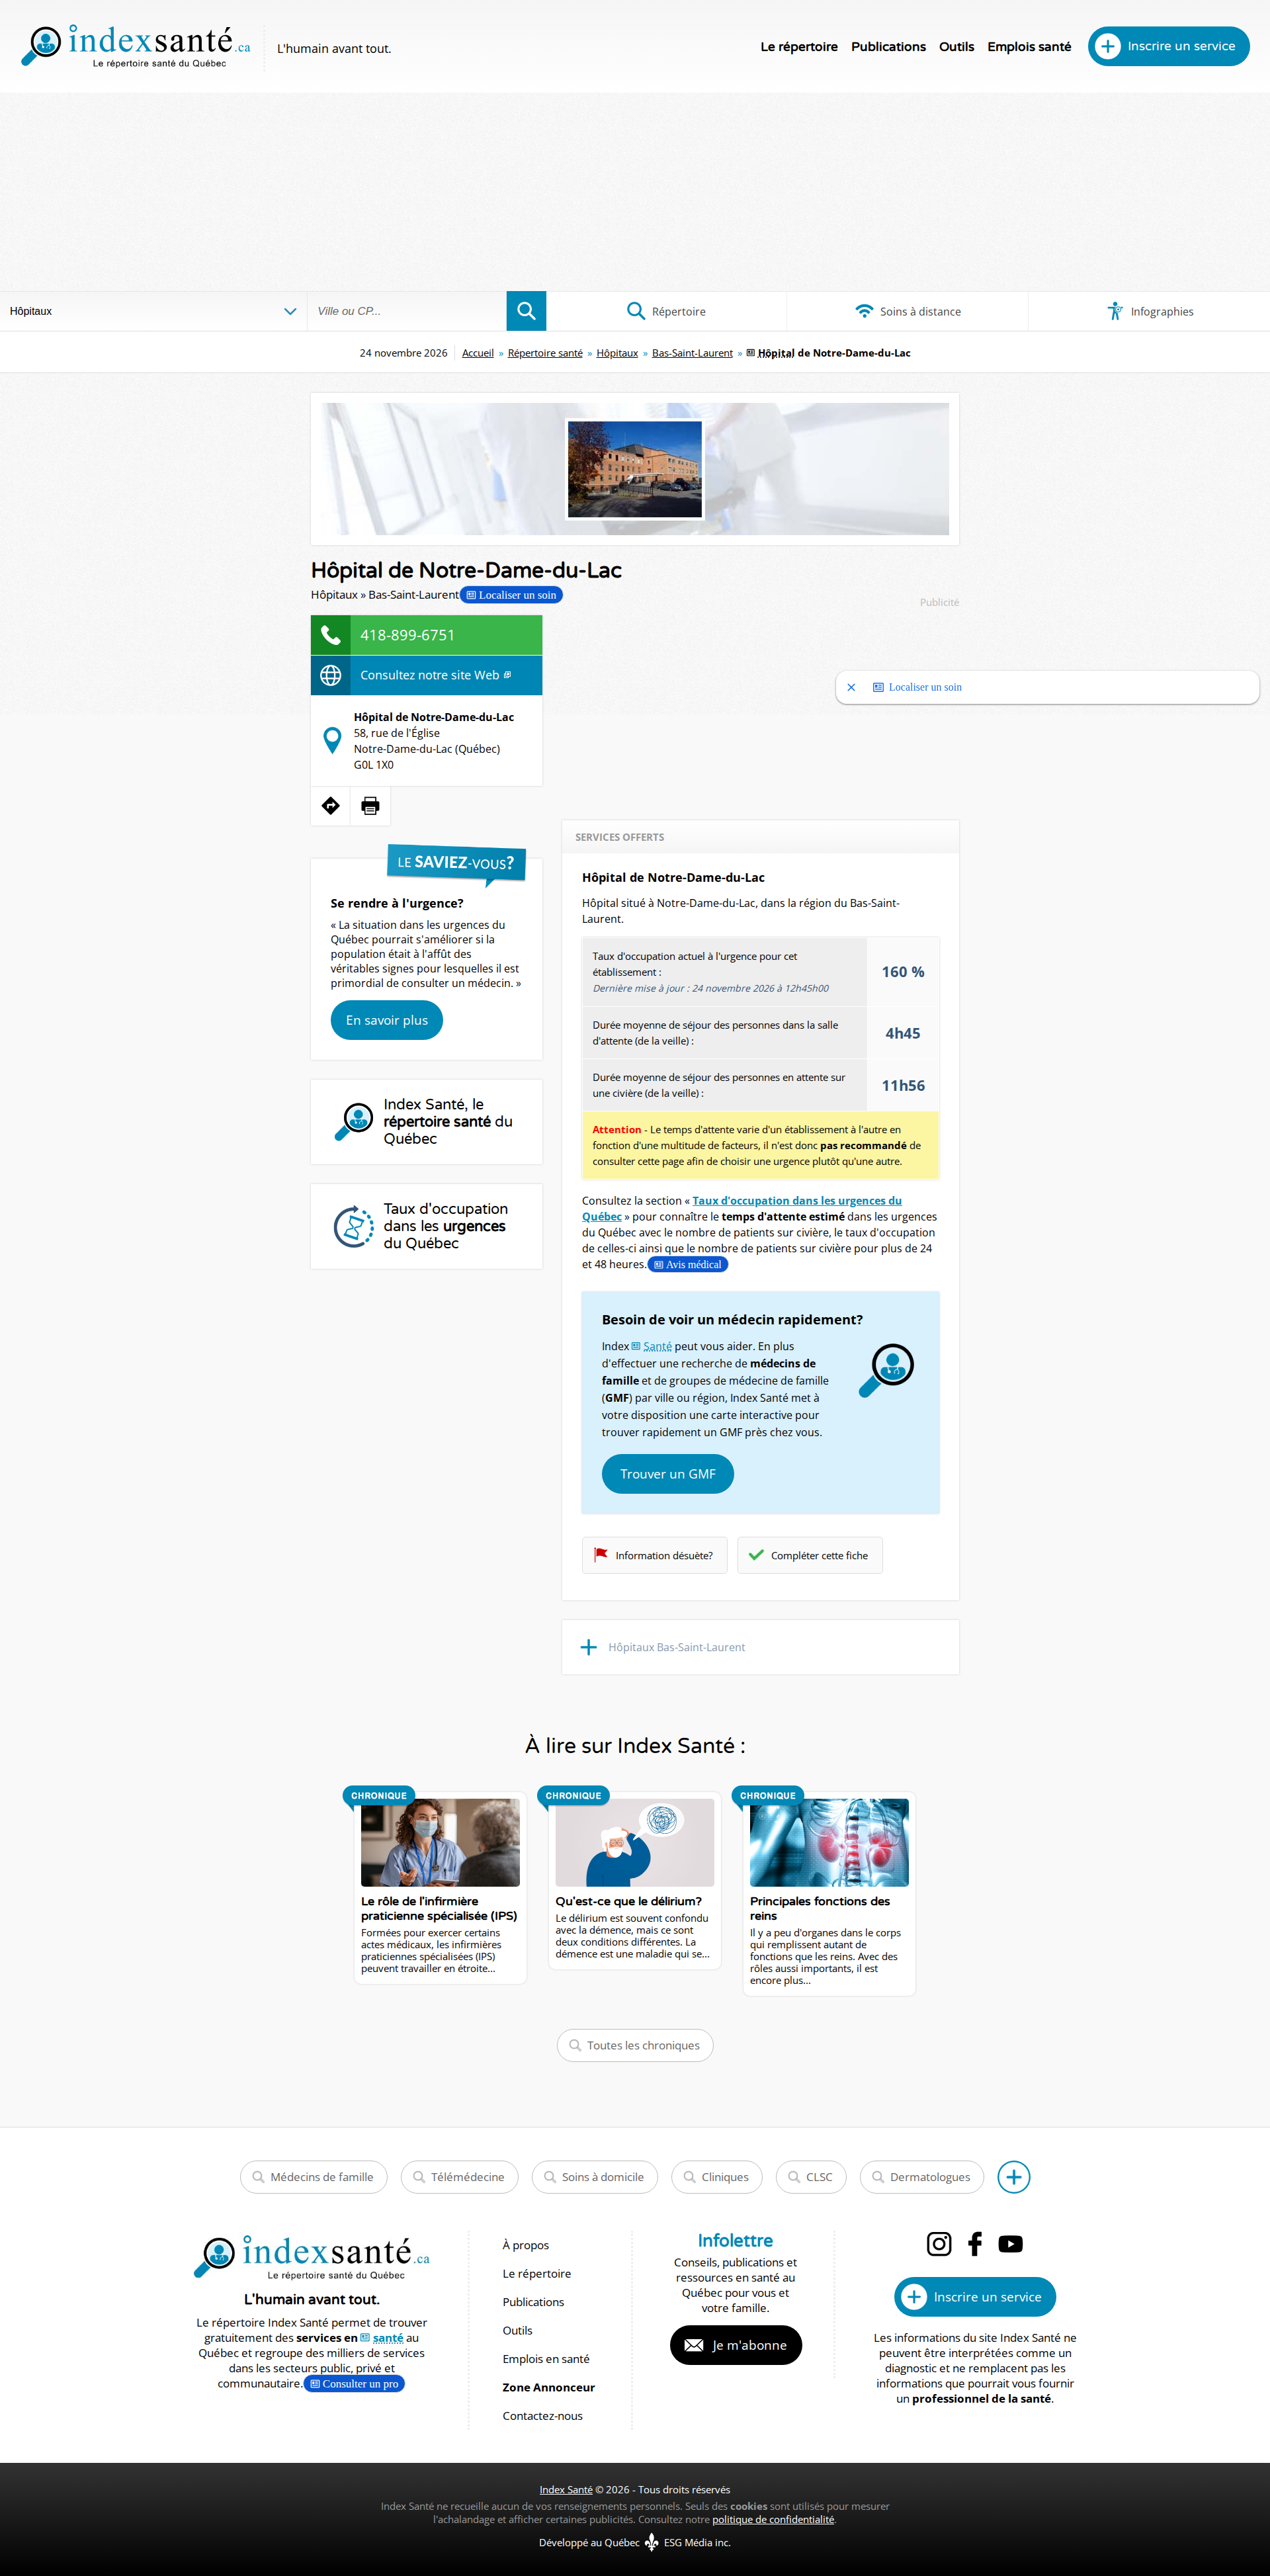 indexsanté.ca
Le répertoire santé du Québec
L'humain avant tout.
Le répertoire
Publications
Outils
Emplois santé
Inscrire un service
Hôpitaux
Ville ou CP...
Répertoire
Soins à distance
Infographies
24 novembre 2026
Accueil » Répertoire santé » Hôpitaux » Bas-Saint-Laurent » Hôpital de Notre-Dame-du-Lac
Hôpital de Notre-Dame-du-Lac
Hôpitaux » Bas-Saint-Laurent Localiser un soin
Publicité
418-899-6751
Consultez notre site Web
Localiser un soin
Hôpital de Notre-Dame-du-Lac
58, rue de l'Église
Notre-Dame-du-Lac (Québec)
G0L 1X0
LE SAVIEZ-VOUS?
Se rendre à l'urgence?
« La situation dans les urgences du
Québec pourrait s'améliorer si la
population était à l'affût des
véritables signes pour lesquelles il est
primordial de consulter un médecin. »
En savoir plus
Index Santé, le
répertoire santé du
Québec
Taux d'occupation
dans les urgences
du Québec
SERVICES OFFERTS
Hôpital de Notre-Dame-du-Lac
Hôpital situé à Notre-Dame-du-Lac, dans la région du Bas-Saint-
Laurent.
Taux d'occupation actuel à l'urgence pour cet
établissement :
Dernière mise à jour : 24 novembre 2026 à 12h45h00
160 %
Durée moyenne de séjour des personnes dans la salle
d'attente (de la veille) :
4h45
Durée moyenne de séjour des personnes en attente sur
une civière (de la veille) :
11h56
Attention - Le temps d'attente varie d'un établissement à l'autre en
fonction d'une multitude de facteurs, il n'est donc pas recommandé de
consulter cette page afin de choisir une urgence plutôt qu'une autre.
Consultez la section « Taux d'occupation dans les urgences du
Québec » pour connaître le temps d'attente estimé dans les urgences
du Québec avec le nombre de patients sur civière, le taux d'occupation
de celles-ci ainsi que le nombre de patients sur civière pour plus de 24
et 48 heures. Avis médical
Besoin de voir un médecin rapidement?
Index Santé peut vous aider. En plus
d'effectuer une recherche de médecins de
famille et de groupes de médecine de famille
(GMF) par ville ou région, Index Santé met à
votre disposition une carte interactive pour
trouver rapidement un GMF près chez vous.
Trouver un GMF
Information désuète?
Compléter cette fiche
Hôpitaux Bas-Saint-Laurent
À lire sur Index Santé :
CHRONIQUE
Le rôle de l'infirmière
praticienne spécialisée (IPS)
Formées pour exercer certains
actes médicaux, les infirmières
praticiennes spécialisées (IPS)
peuvent travailler en étroite...
CHRONIQUE
Qu'est-ce que le délirium?
Le délirium est souvent confondu
avec la démence, mais ce sont
deux conditions différentes. La
démence est une maladie qui se...
CHRONIQUE
Principales fonctions des
reins
Il y a peu d'organes dans le corps
qui remplissent autant de
fonctions que les reins. Avec des
rôles aussi importants, il est
encore plus...
Toutes les chroniques
Médecins de famille
Télémédecine
Soins à domicile
Cliniques
CLSC
Dermatologues
indexsanté.ca
Le répertoire santé du Québec
L'humain avant tout.
Le répertoire Index Santé permet de trouver
gratuitement des services en santé au
Québec et regroupe des milliers de services
dans les secteurs public, privé et
communautaire. Consulter un pro
À propos
Le répertoire
Publications
Outils
Emplois en santé
Zone Annonceur
Contactez-nous
Infolettre
Conseils, publications et
ressources en santé au
Québec pour vous et
votre famille.
Je m'abonne
Inscrire un service
Les informations du site Index Santé ne
peuvent être interprétées comme un
diagnostic et ne remplacent pas les
informations que pourrait vous fournir
un professionnel de la santé.
Index Santé © 2026 - Tous droits réservés
Index Santé ne recueille aucun de vos renseignements personnels. Seuls des cookies sont utilisés pour mesurer
l'achalandage et afficher certaines publicités. Consultez notre politique de confidentialité.
Développé au Québec ESG Média inc.